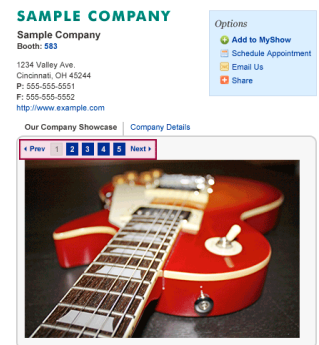 SAMPLE COMPANY
Sample Company
Booth: 583
1234 Valley Ave.
Cincinnati, OH 45244
P: 555-555-5551
F: 555-555-5552
http://www.example.com
Options
Add to MyShow
Schedule Appointment
Email Us
Share
Our Company Showcase
Company Details
Prev 1 2 3 4 5 Next